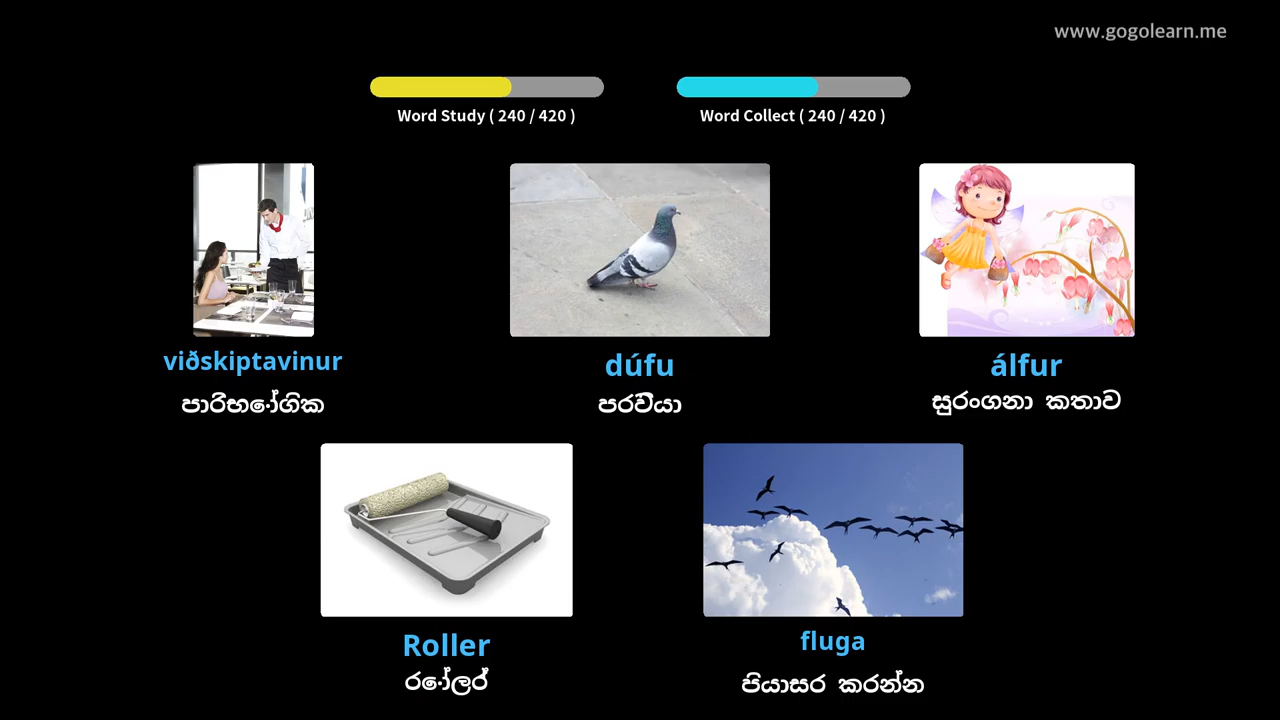 www.gogolearn.me
Word Study ( 240 / 420 )
Word Collect ( 240 / 420 )
viðskiptavinur
dúfu
álfur
පාරිභෝගික
පරවියා
සුරංගනා කතාව
Roller
fluga
රෝලර්
පියාසර කරන්න